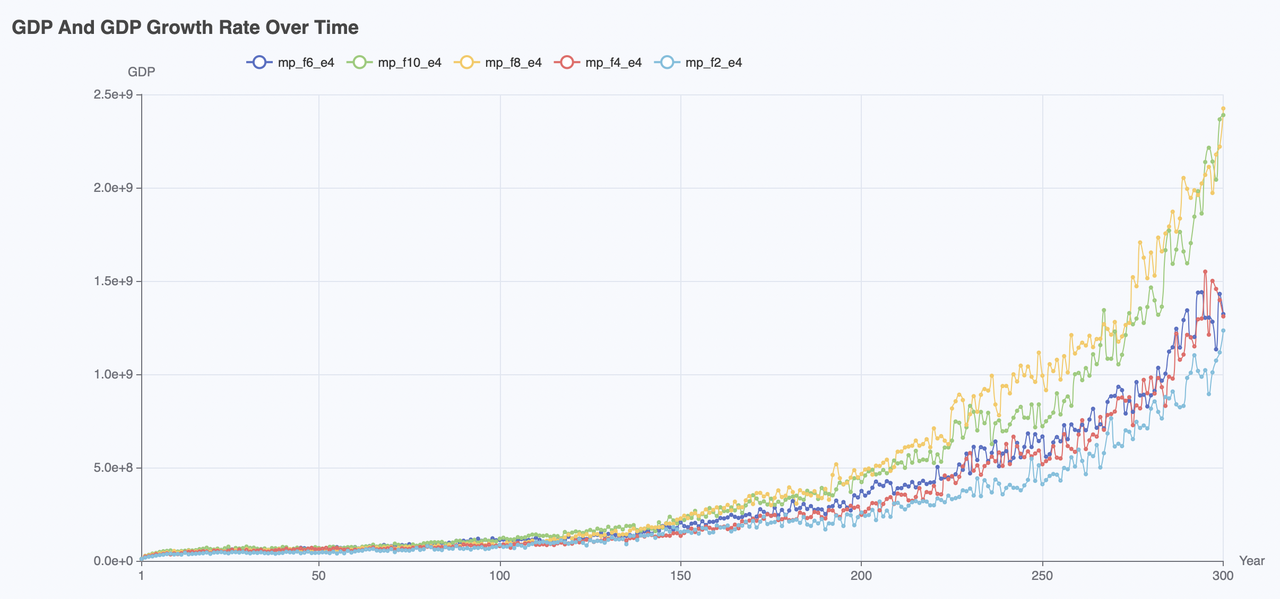 GDP And GDP Growth Rate Over Time
mp_f6_e4 mp_f10_e4 mp_f8_e4 mp_f4_e4 mp_f2_e4
GDP
2.5e+9
2.0e+9
1.5e+9
1.0e+9
5.0e+8
0.0e+0
Year
1 50 100 150 200 250 300